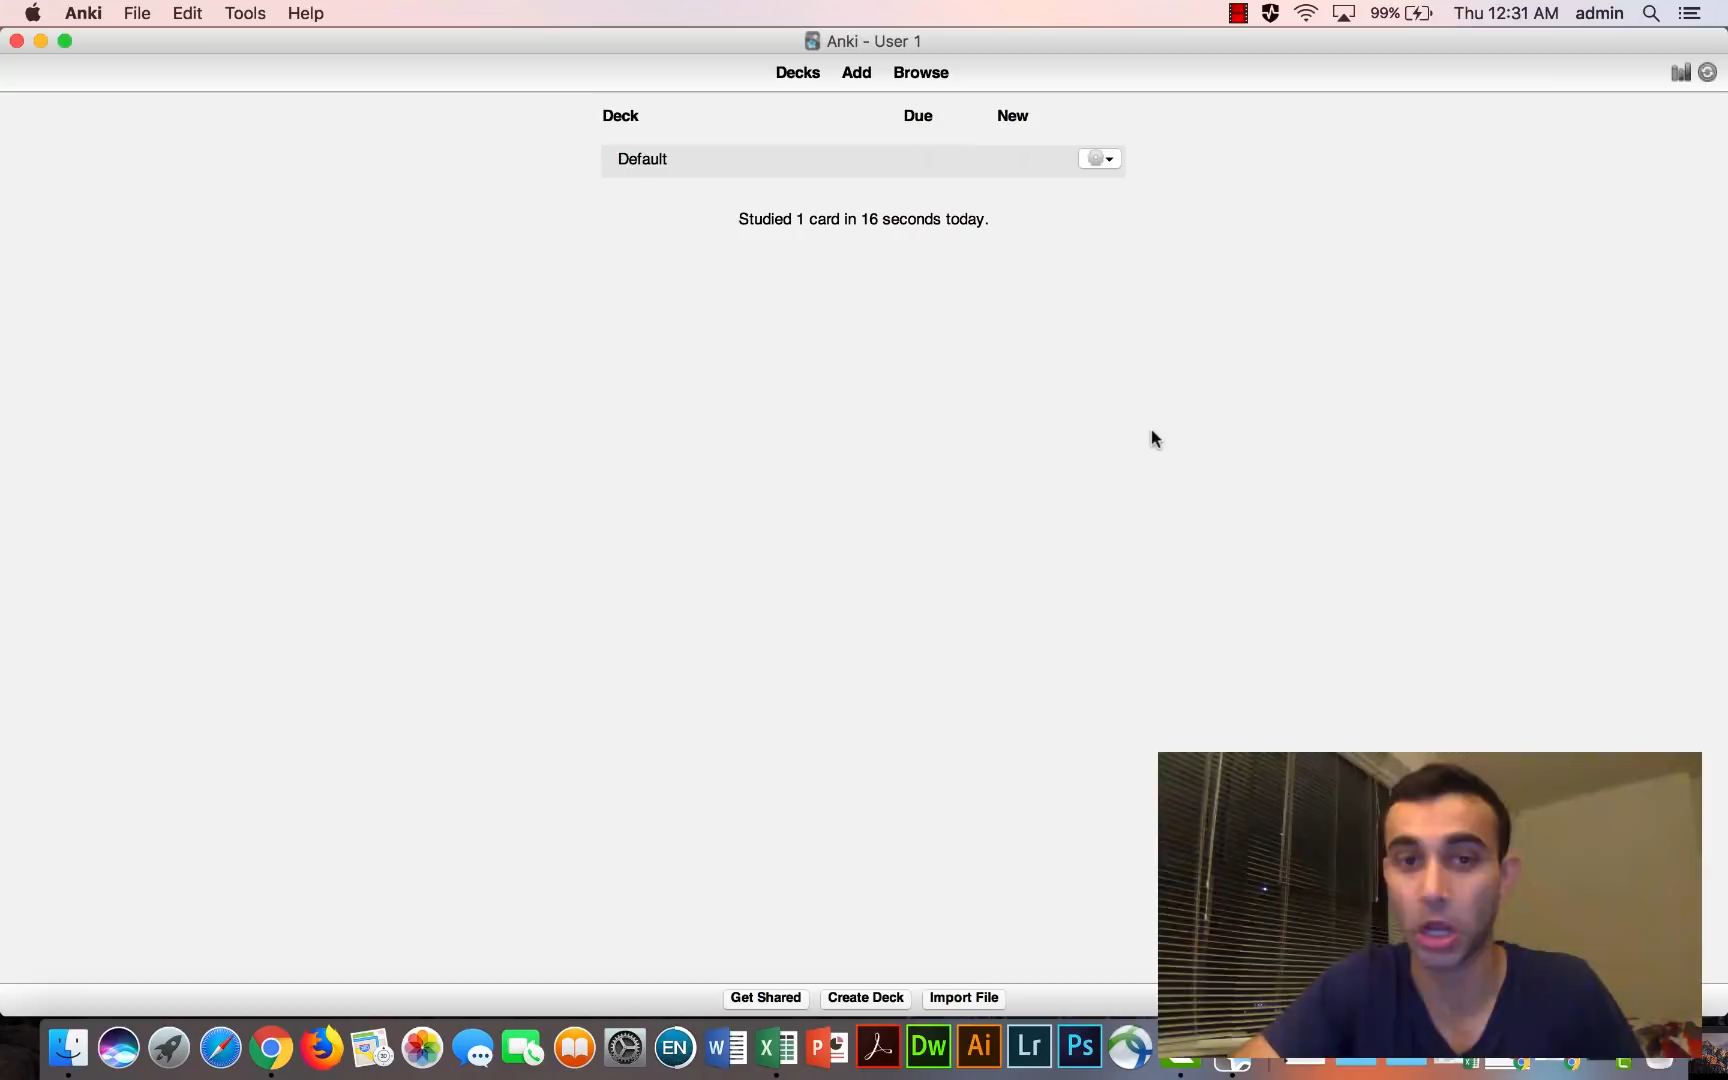 Anki File Edit Tools Help 99% Thu 12:31 AM admin
Anki - User 1
Decks Add Browse
Deck Due New
Default
Studied 1 card in 16 seconds today.
Get Shared Create Deck Import File
EN W X P Dw Ai Lr Ps
3D